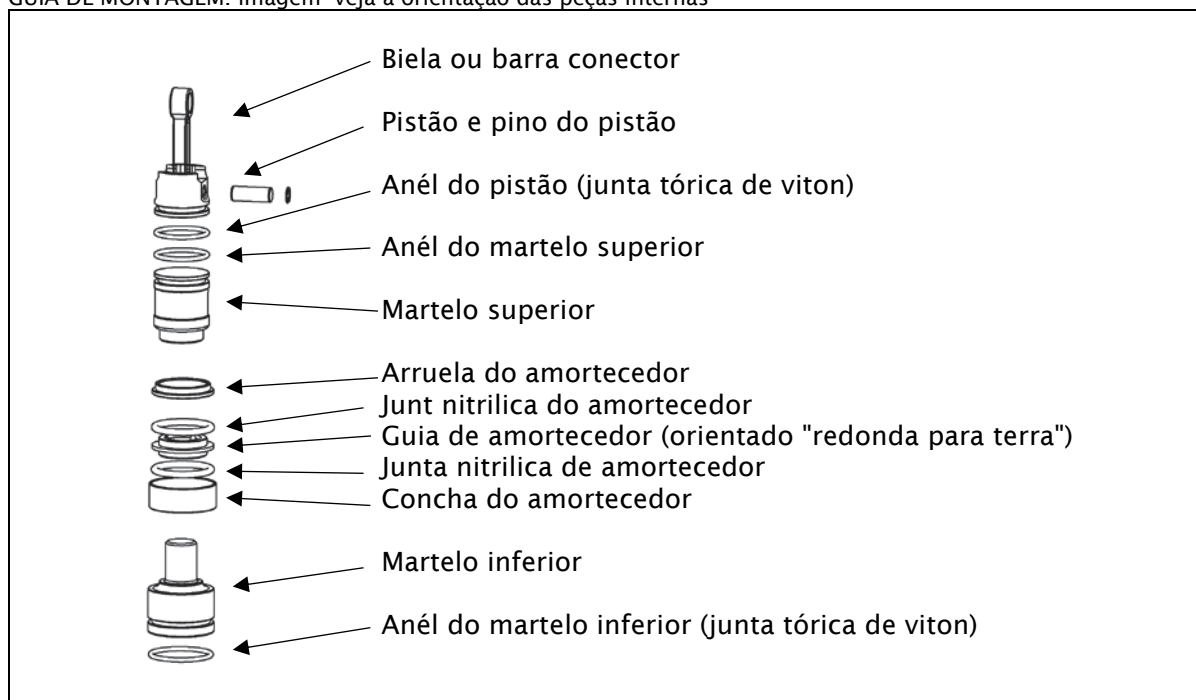 GUIA DE MONTAGEM: Imagem veja a orientação das peças internas
Biela ou barra conector
Pistão e pino do pistão
Anél do pistão (junta tórica de viton)
Anél do martelo superior
Martelo superior
Arruela do amortecedor
Junt nitrilica do amortecedor
Guia de amortecedor (orientado "redonda para terra")
Junta nitrilica de amortecedor
Concha do amortecedor
Martelo inferior
Anél do martelo inferior (junta tórica de viton)